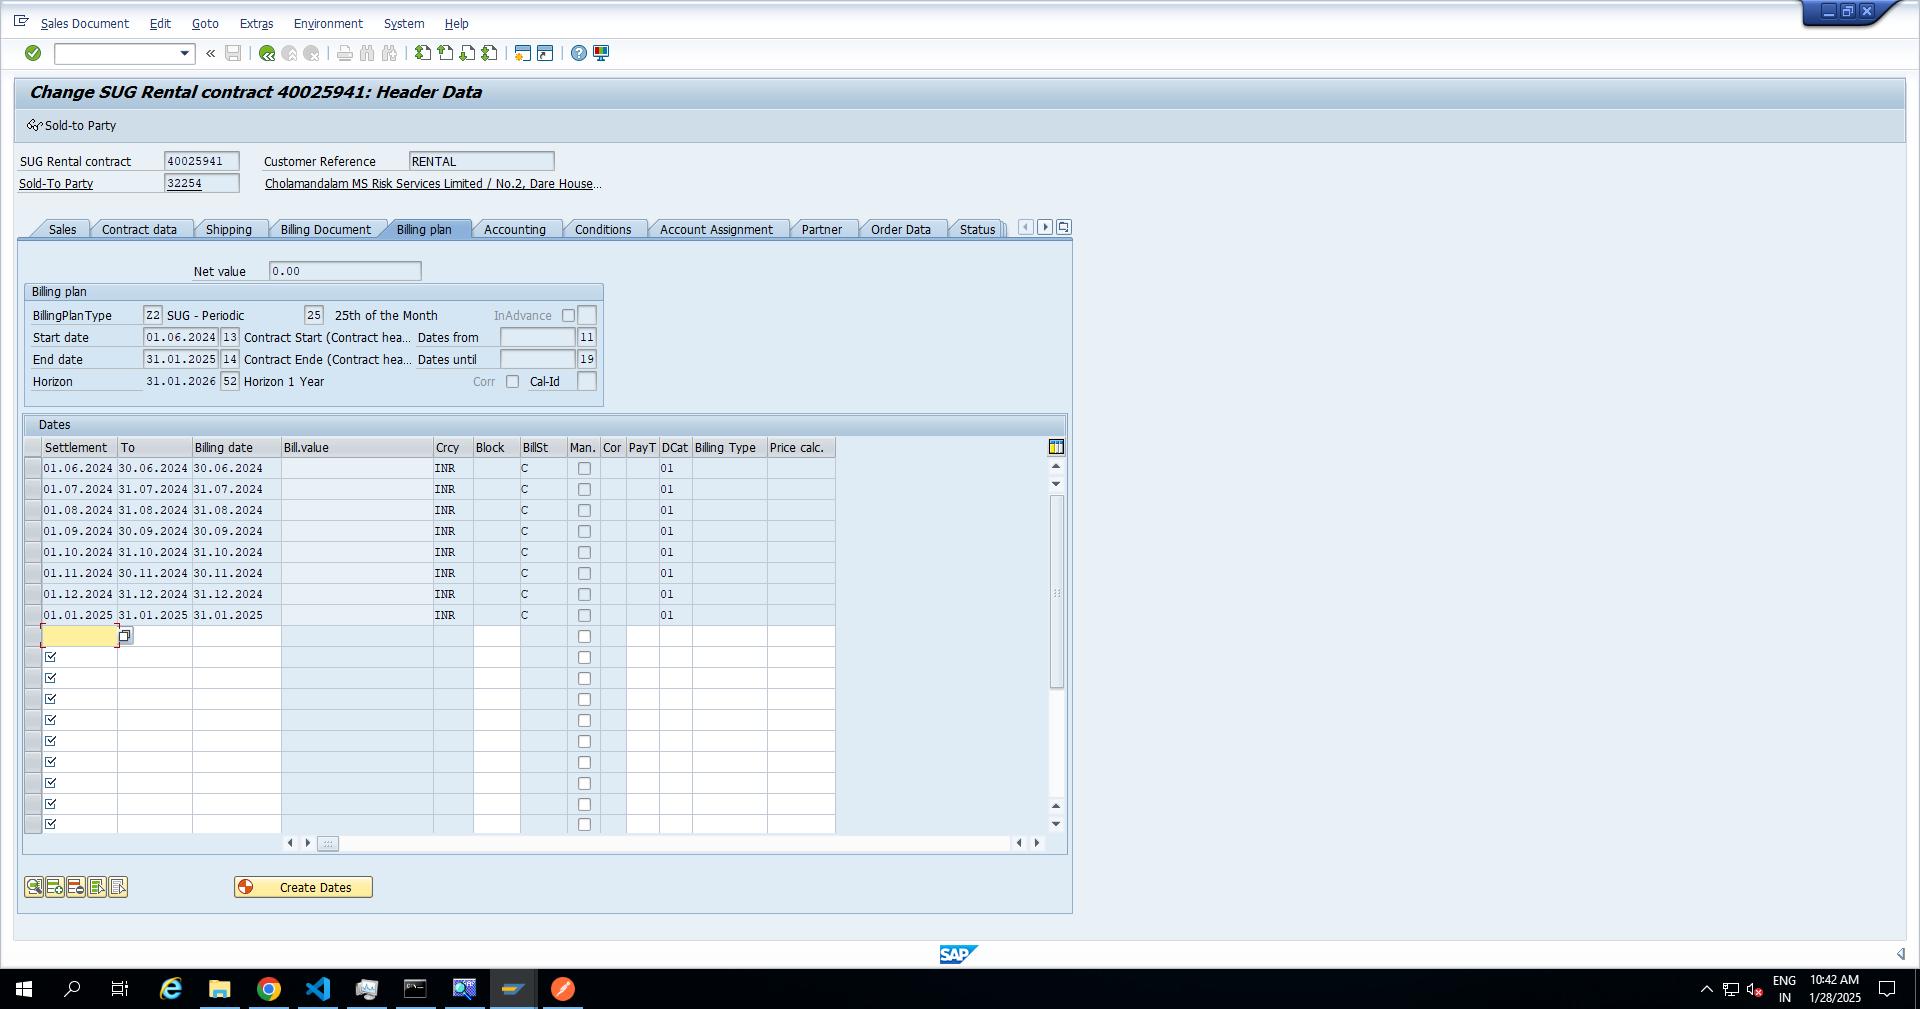 Sales Document Edit Goto Extras Environment System Help
Change SUG Rental contract 40025941: Header Data
Sold-to Party
SUG Rental contract 40025941 Customer Reference RENTAL
Sold-To Party 32254 Cholamandalam MS Risk Services Limited / No.2, Dare House...
Sales Contract data Shipping Billing Document Billing plan Accounting Conditions Account Assignment Partner Order Data Status
Net value 0.00
Billing plan
BillingPlanType Z2 SUG - Periodic 25 25th of the Month InAdvance
Start date 01.06.2024 13 Contract Start (Contract hea... Dates from 11
End date 31.01.2025 14 Contract Ende (Contract hea... Dates until 19
Horizon 31.01.2026 52 Horizon 1 Year Corr Cal-Id
Dates
Settlement To Billing date Bill.value Crcy Block BillSt Man. Cor PayT DCat Billing Type Price calc.
01.06.2024 30.06.2024 30.06.2024 INR C 01
01.07.2024 31.07.2024 31.07.2024 INR C 01
01.08.2024 31.08.2024 31.08.2024 INR C 01
01.09.2024 30.09.2024 30.09.2024 INR C 01
01.10.2024 31.10.2024 31.10.2024 INR C 01
01.11.2024 30.11.2024 30.11.2024 INR C 01
01.12.2024 31.12.2024 31.12.2024 INR C 01
01.01.2025 31.01.2025 31.01.2025 INR C 01
Create Dates
SAP
ENG 10:42 AM
IN 1/28/2025